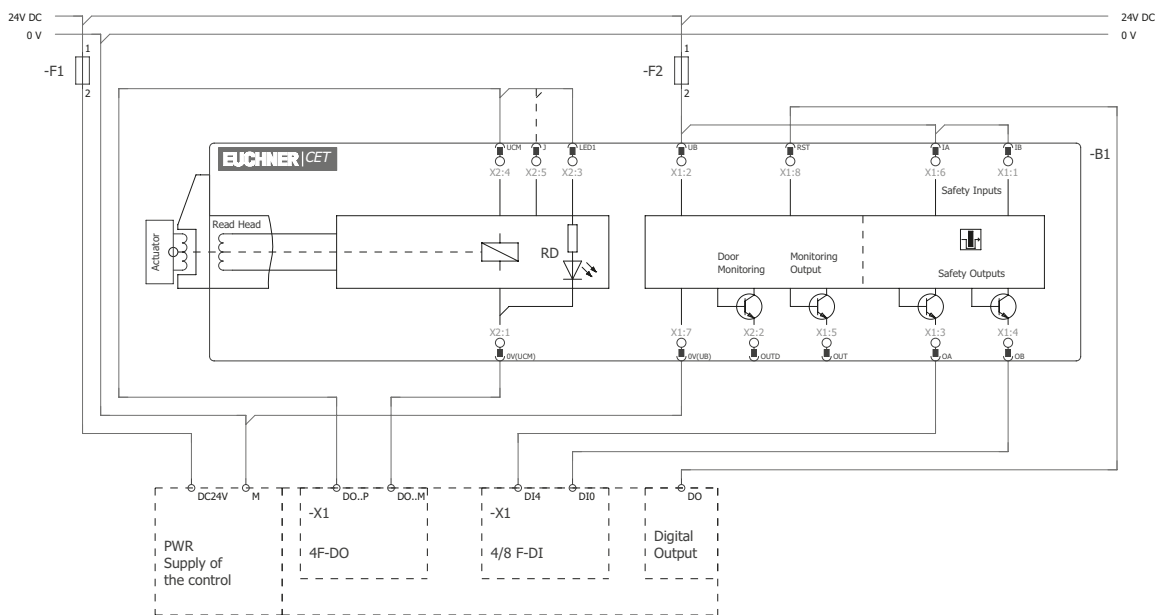 24V DC
24V DC
0 V
0 V
1
1
-F1
-F2
2
2
EUCHNER CET
UCM
J
LED1
UB
RST
IA
IB
-B1
X2:4
X2:5
X2:3
X1:2
X1:8
X1:6
X1:1
Safety Inputs
Read Head
Actuator
RD
Door
Monitoring
Monitoring
Output
Safety Outputs
X2:1
X1:7
X2:2
X1:5
X1:3
X1:4
0V(UCM)
0V(UB)
OUTD
OUT
OA
OB
DC24V
M
DO..P
DO..M
DI4
DI0
DO
-X1
-X1
4F-DO
4/8 F-DI
Digital
Output
PWR
Supply of
the control